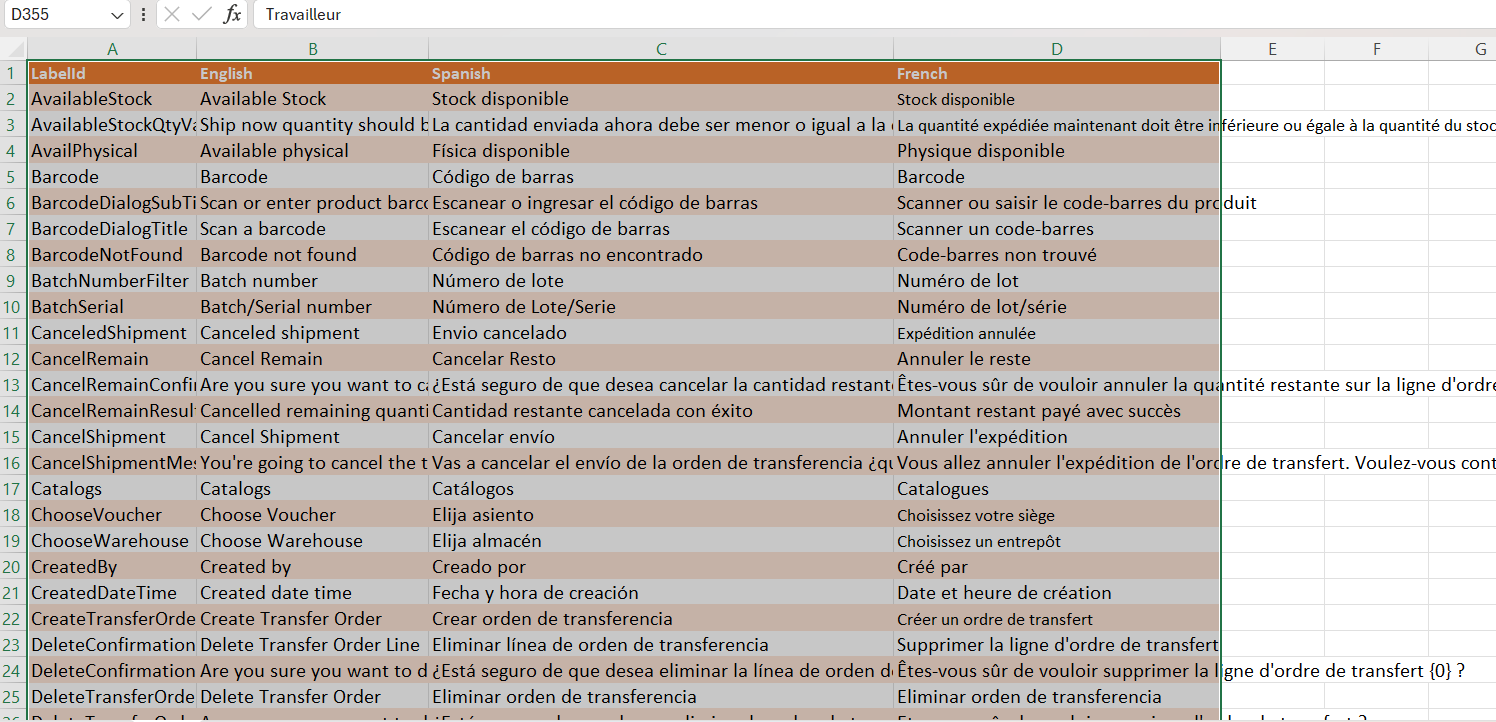 D355 fx Travailleur
A B C D E F G
1 LabelId English Spanish French
2 AvailableStock Available Stock Stock disponible Stock disponible
3 AvailableStockQtyVa Ship now quantity should b La cantidad enviada ahora debe ser menor o igual a la La quantité expédiée maintenant doit être inférieure ou égale à la quantité du stoc
4 AvailPhysical Available physical Física disponible Physique disponible
5 Barcode Barcode Código de barras Barcode
6 BarcodeDialogSubTi Scan or enter product barco Escanear o ingresar el código de barras Scanner ou saisir le code-barres du produit
7 BarcodeDialogTitle Scan a barcode Escanear el código de barras Scanner un code-barres
8 BarcodeNotFound Barcode not found Código de barras no encontrado Code-barres non trouvé
9 BatchNumberFilter Batch number Número de lote Numéro de lot
10 BatchSerial Batch/Serial number Número de Lote/Serie Numéro de lot/série
11 CanceledShipment Canceled shipment Envio cancelado Expédition annulée
12 CancelRemain Cancel Remain Cancelar Resto Annuler le reste
13 CancelRemainConfi Are you sure you want to ca ¿Está seguro de que desea cancelar la cantidad restant Êtes-vous sûr de vouloir annuler la quantité restante sur la ligne d'ordre
14 CancelRemainResul Cancelled remaining quanti Cantidad restante cancelada con éxito Montant restant payé avec succès
15 CancelShipment Cancel Shipment Cancelar envío Annuler l'expédition
16 CancelShipmentMes You're going to cancel the t Vas a cancelar el envío de la orden de transferencia ¿qu Vous allez annuler l'expédition de l'ordre de transfert. Voulez-vous cont
17 Catalogs Catalogs Catálogos Catalogues
18 ChooseVoucher Choose Voucher Elija asiento Choisissez votre siège
19 ChooseWarehouse Choose Warehouse Elija almacén Choisissez un entrepôt
20 CreatedBy Created by Creado por Créé par
21 CreatedDateTime Created date time Fecha y hora de creación Date et heure de création
22 CreateTransferOrde Create Transfer Order Crear orden de transferencia Créer un ordre de transfert
23 DeleteConfirmation Delete Transfer Order Line Eliminar línea de orden de transferencia Supprimer la ligne d'ordre de transfert
24 DeleteConfirmation Are you sure you want to d ¿Está seguro de que desea eliminar la línea de orden de Êtes-vous sûr de vouloir supprimer la ligne d'ordre de transfert {0} ?
25 DeleteTransferOrde Delete Transfer Order Eliminar orden de transferencia Eliminar orden de transferencia